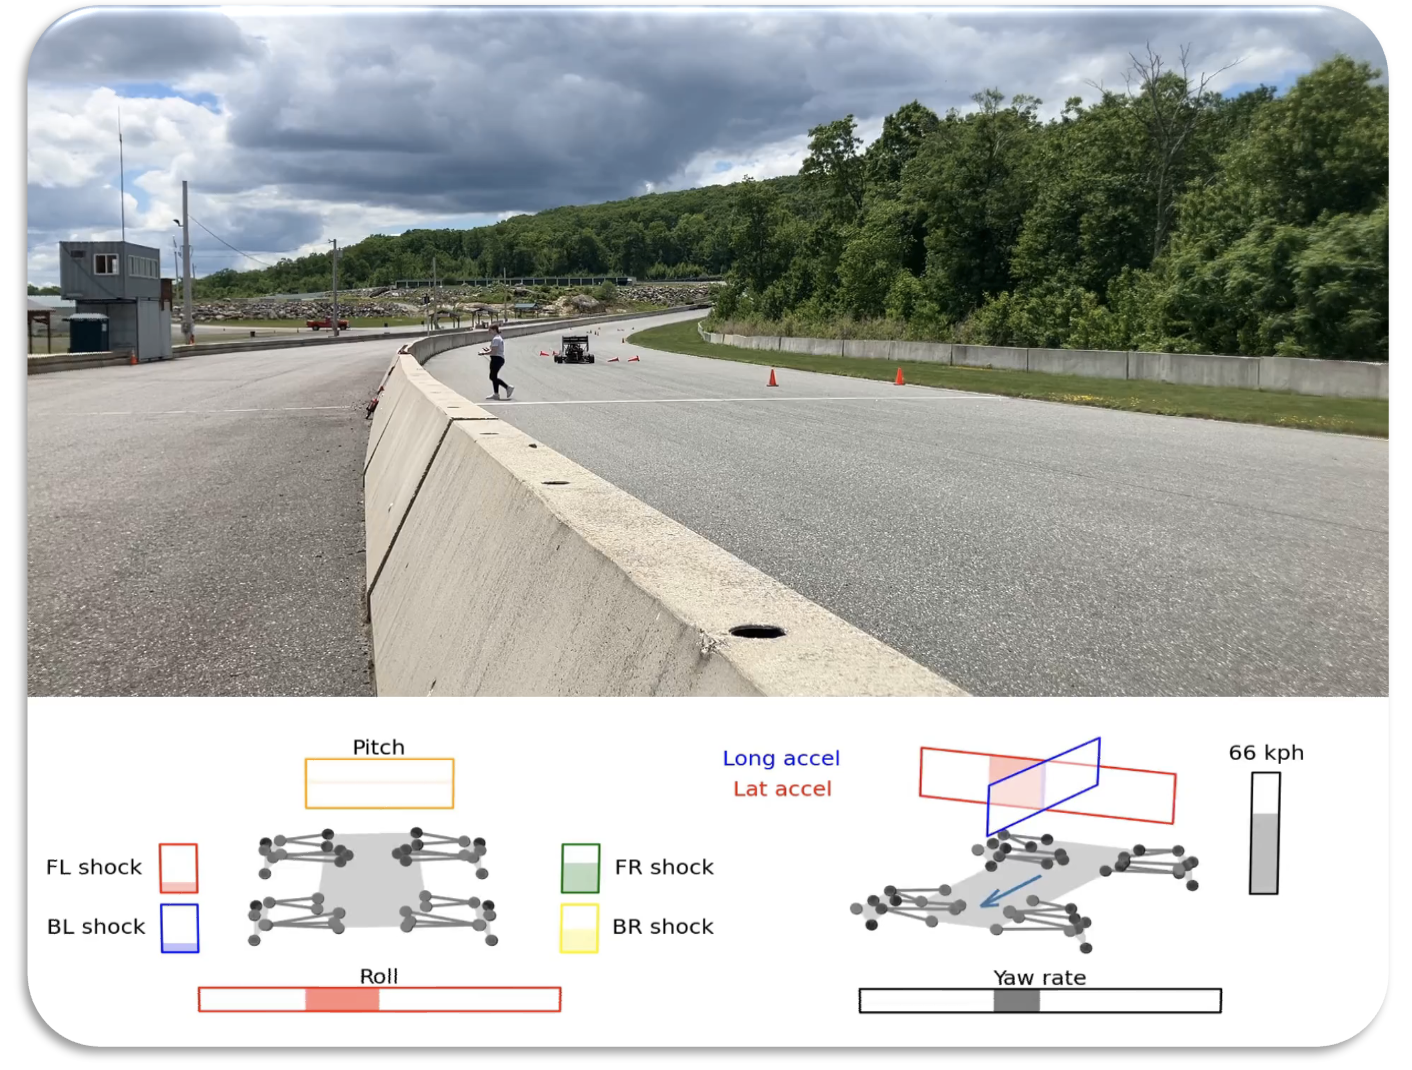 Pitch
Long accel
Lat accel
66 kph
FL shock
FR shock
BL shock
BR shock
Roll
Yaw rate